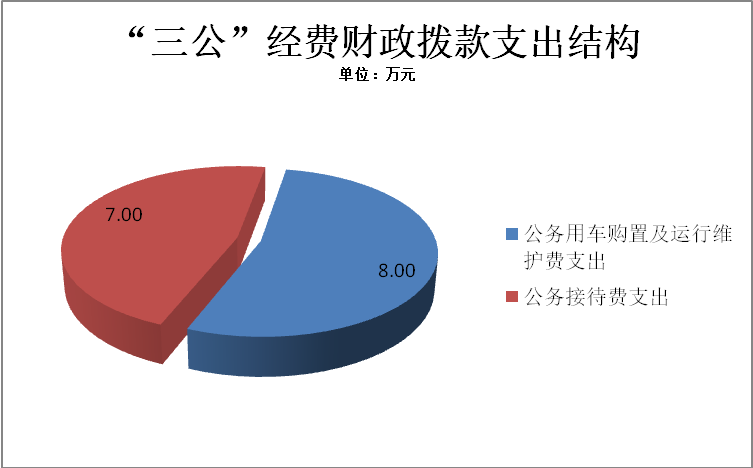 “三公”经费财政拨款支出结构
单位：万元
7.00
8.00
公务用车购置及运行维
护费支出
公务接待费支出